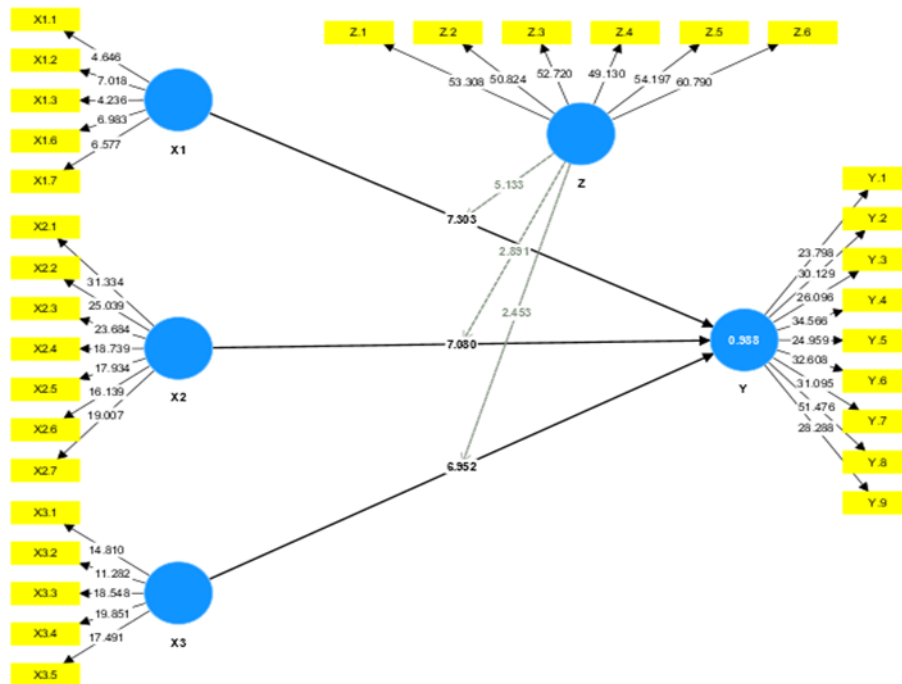 X1.1
X1.2
X1.3
X1.6
X1.7
4.646
7.018
4.236
6.983
6.577
X1
Z.1
Z.2
Z.3
Z.4
Z.5
Z.6
53.308
50.824
52.720
49.130
54.197
60.790
Z
5.133
2.891
2.453
7.303
7.080
6.952
X2.1
X2.2
X2.3
X2.4
X2.5
X2.6
X2.7
31.334
25.039
23.684
18.739
17.934
16.139
19.007
X2
X3.1
X3.2
X3.3
X3.4
X3.5
14.810
11.282
18.548
19.851
17.491
X3
0.988
Y
23.798
30.129
26.096
34.566
24.959
32.608
31.095
51.476
28.288
Y.1
Y.2
Y.3
Y.4
Y.5
Y.6
Y.7
Y.8
Y.9